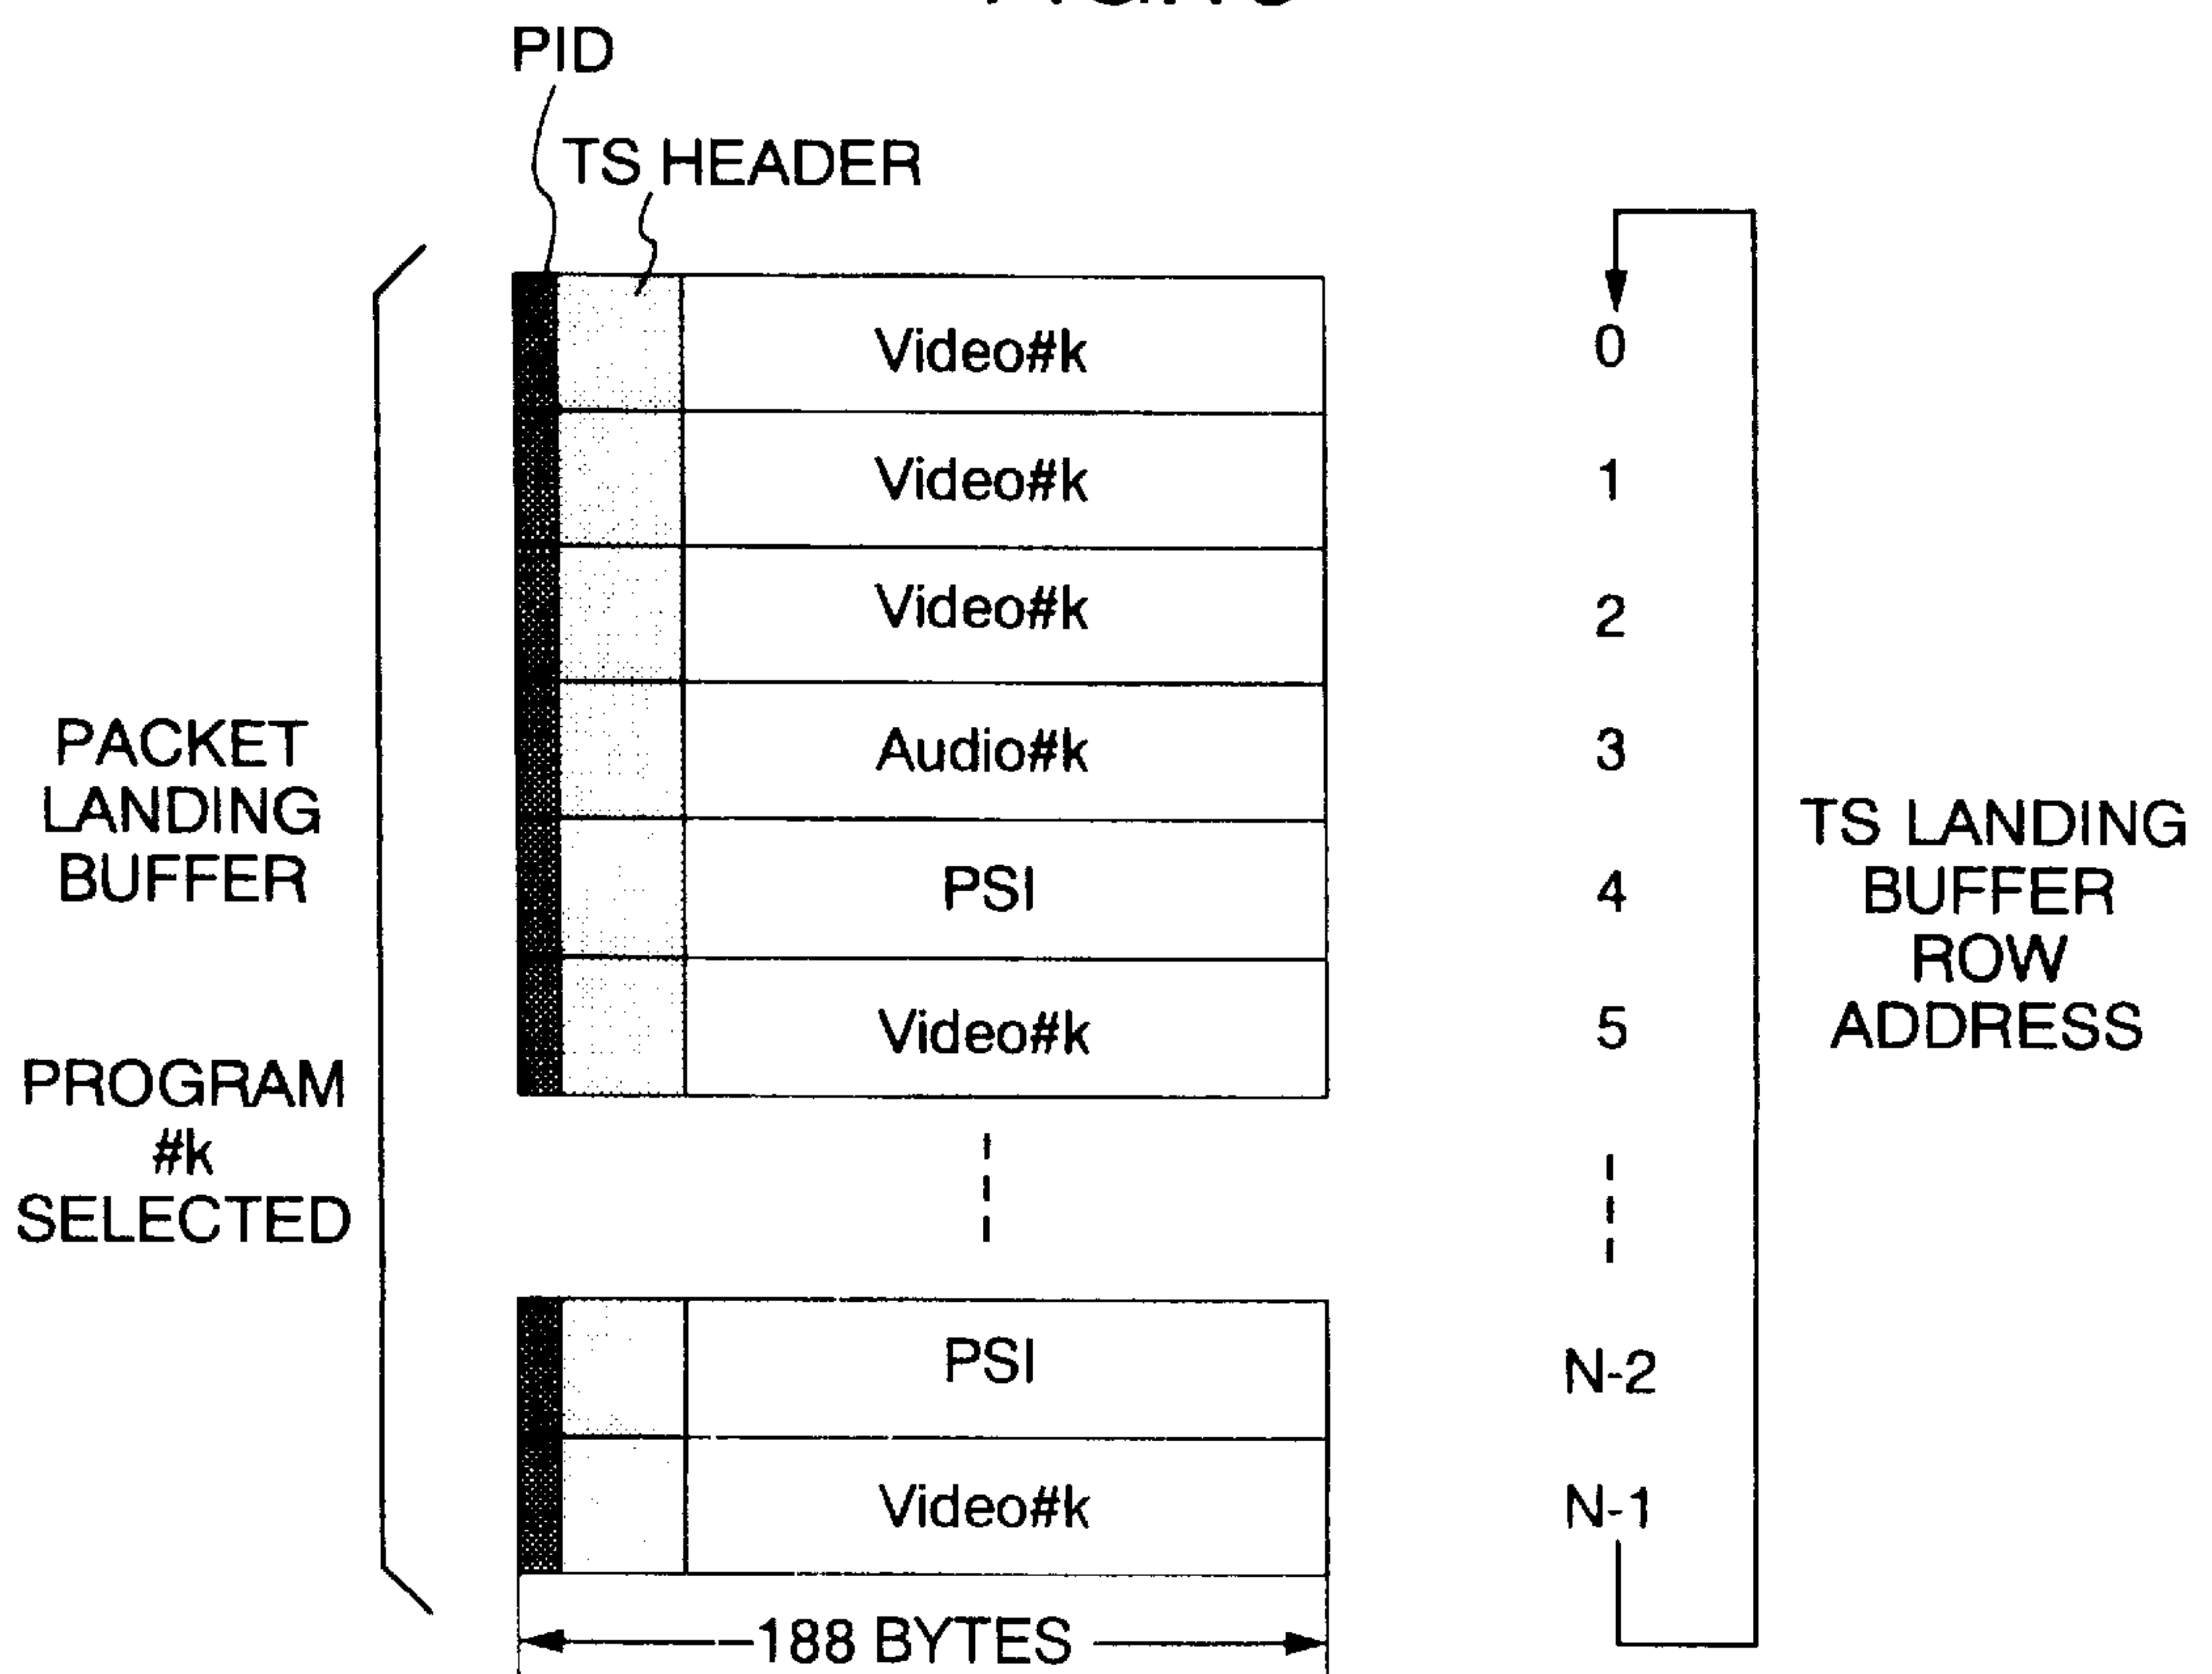 PID
TS HEADER
Video#k
0
Video#k
1
Video#k
2
Audio#k
3
PSI
4
Video#k
5
PSI
N-2
Video#k
N-1
188 BYTES
PACKET
LANDING
BUFFER
PROGRAM
#k
SELECTED
TS LANDING
BUFFER
ROW
ADDRESS